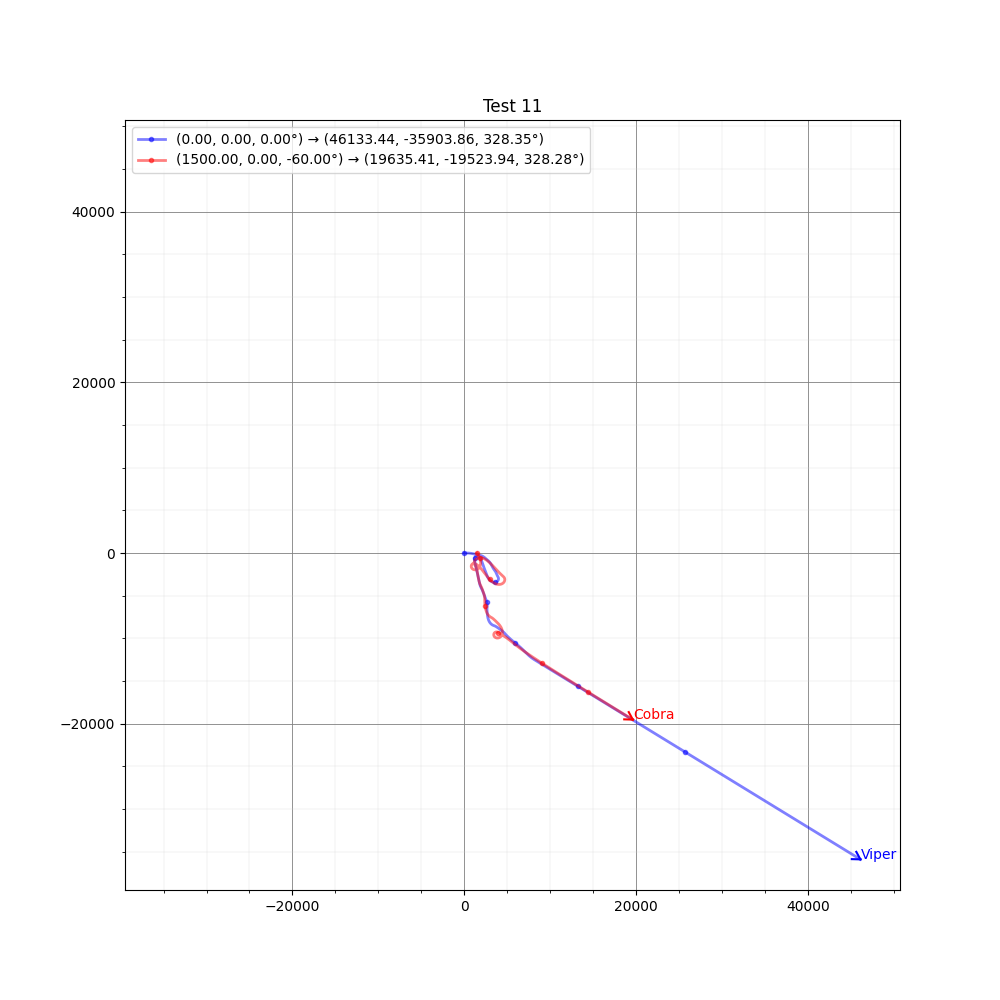 Test 11
(0.00, 0.00, 0.00°) → (46133.44, -35903.86, 328.35°)
(1500.00, 0.00, -60.00°) → (19635.41, -19523.94, 328.28°)
40000
20000
0
−20000
Cobra
Viper
−20000 0 20000 40000